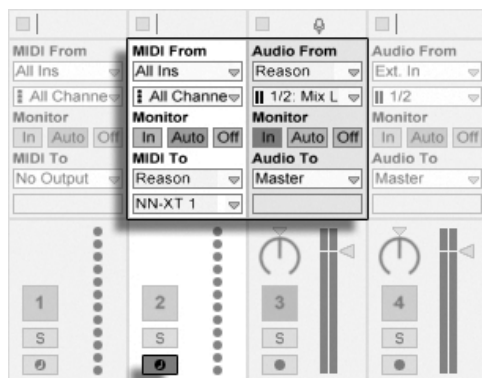 MIDI From
All Ins
All Channe
Monitor
In Auto Off
MIDI To
No Output
1
S
MIDI From
All Ins
All Channe
Monitor
In Auto Off
MIDI To
Reason
NN-XT 1
2
S
Audio From
Reason
1/2: Mix L
Monitor
In Auto Off
Audio To
Master
3
S
Audio From
Ext. In
1/2
Monitor
In Auto Off
Audio To
Master
4
S